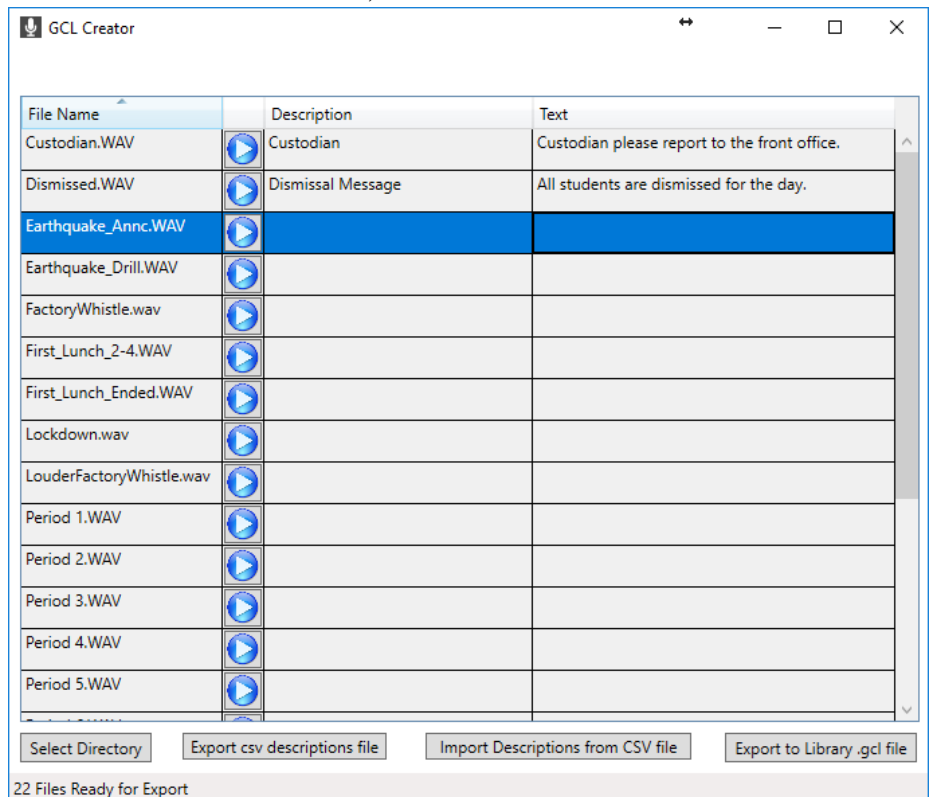 GCL Creator
File Name Description Text
Custodian.WAV Custodian Custodian please report to the front office.
Dismissed.WAV Dismissal Message All students are dismissed for the day.
Earthquake_Annc.WAV
Earthquake_Drill.WAV
FactoryWhistle.wav
First_Lunch_2-4.WAV
First_Lunch_Ended.WAV
Lockdown.wav
LouderFactoryWhistle.wav
Period 1.WAV
Period 2.WAV
Period 3.WAV
Period 4.WAV
Period 5.WAV
Select Directory Export csv descriptions file Import Descriptions from CSV file Export to Library .gcl file
22 Files Ready for Export